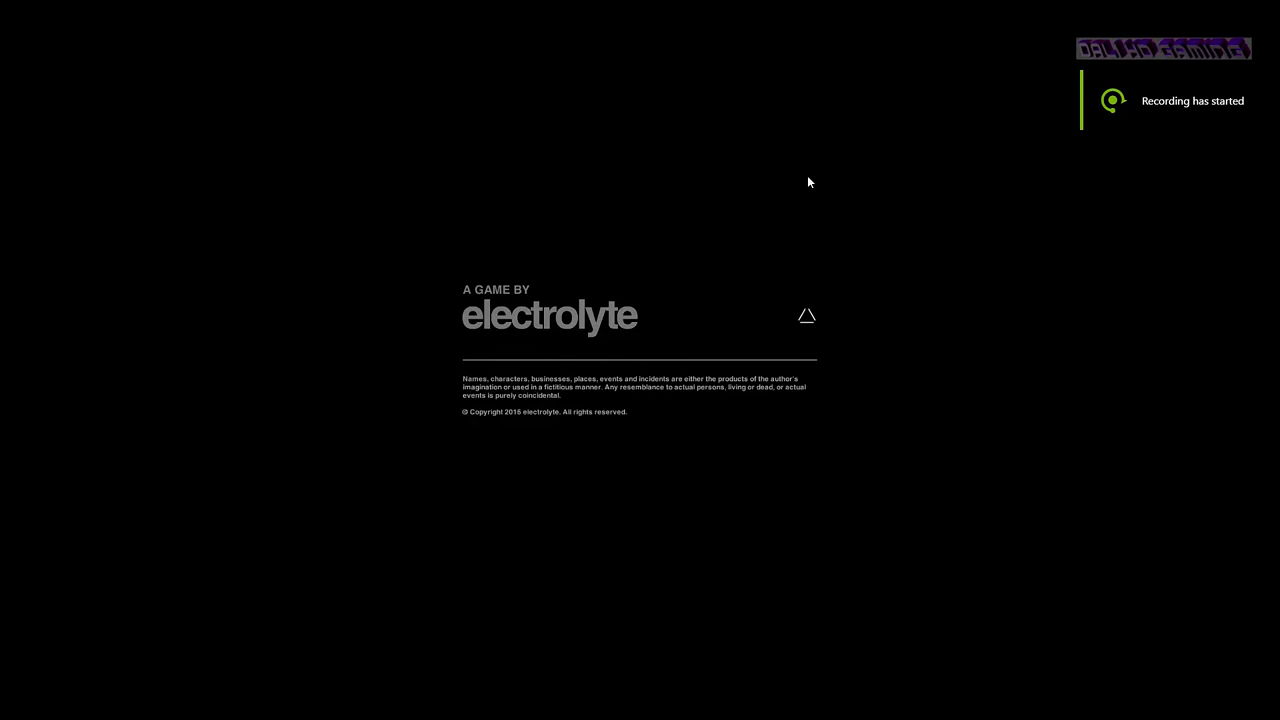 DALIHD GAMING
Recording has started
A GAME BY
electrolyte
Names, characters, businesses, places, events and incidents are either the products of the author's
imagination or used in a fictitious manner. Any resemblance to actual persons, living or dead, or actual
events is purely coincidental.
© Copyright 2016 electrolyte. All rights reserved.